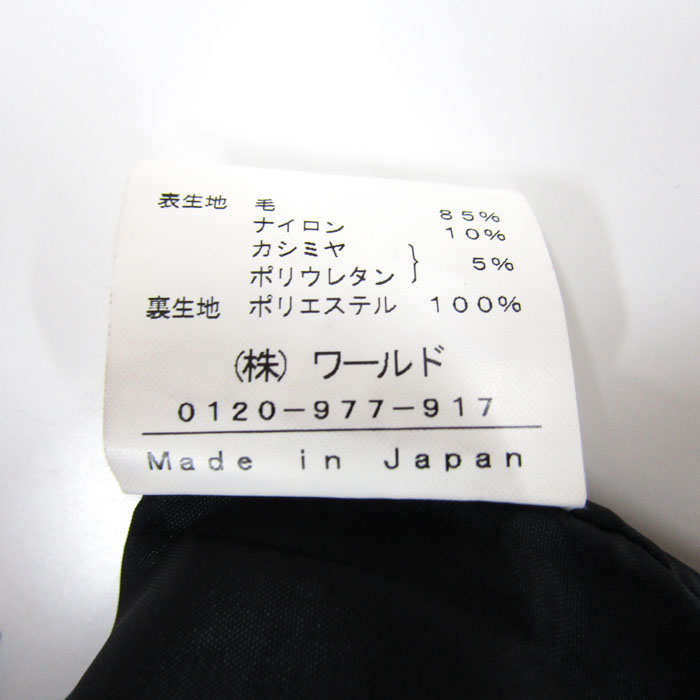 表生地 毛 85%
ナイロン 10%
カシミヤ
ポリウレタン } 5%
裏生地 ポリエステル 100%
(株)ワールド
0120-977-917
Made in Japan